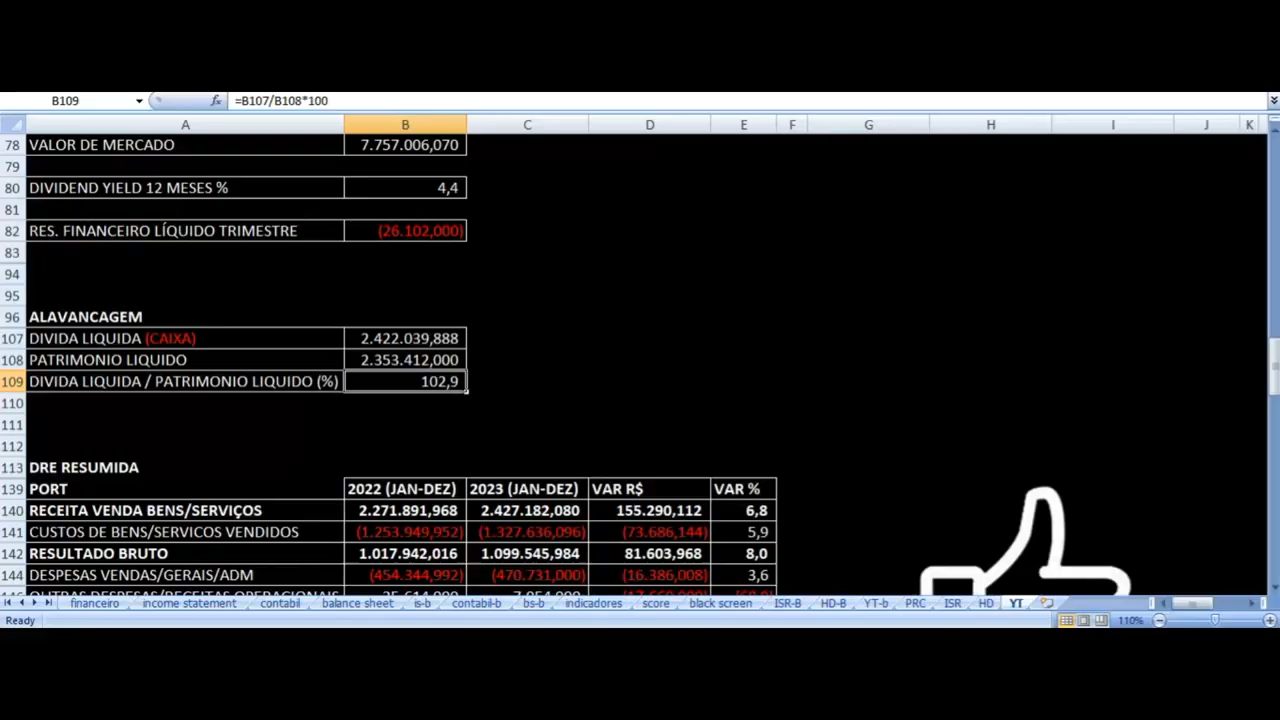 B109 fx =B107/B108*100
A B C D E F G H I J K
78 VALOR DE MERCADO 7.757.006,070
79
80 DIVIDEND YIELD 12 MESES % 4,4
81
82 RES. FINANCEIRO LÍQUIDO TRIMESTRE (26.102,000)
83
94
95
96 ALAVANCAGEM
107 DIVIDA LIQUIDA (CAIXA) 2.422.039,888
108 PATRIMONIO LIQUIDO 2.353.412,000
109 DIVIDA LIQUIDA / PATRIMONIO LIQUIDO (%) 102,9
110
111
112
113 DRE RESUMIDA
139 PORT 2022 (JAN-DEZ) 2023 (JAN-DEZ) VAR R$ VAR %
140 RECEITA VENDA BENS/SERVIÇOS 2.271.891,968 2.427.182,080 155.290,112 6,8
141 CUSTOS DE BENS/SERVICOS VENDIDOS (1.253.949,952) (1.327.636,096) (73.686,144) 5,9
142 RESULTADO BRUTO 1.017.942,016 1.099.545,984 81.603,968 8,0
144 DESPESAS VENDAS/GERAIS/ADM (454.344,992) (470.731,000) (16.386,008) 3,6
financeiro income statement contabil balance sheet is-b contabil-b bs-b indicadores score black screen ISR-B HD-B YT-b PRC ISR HD YT
Ready 110%